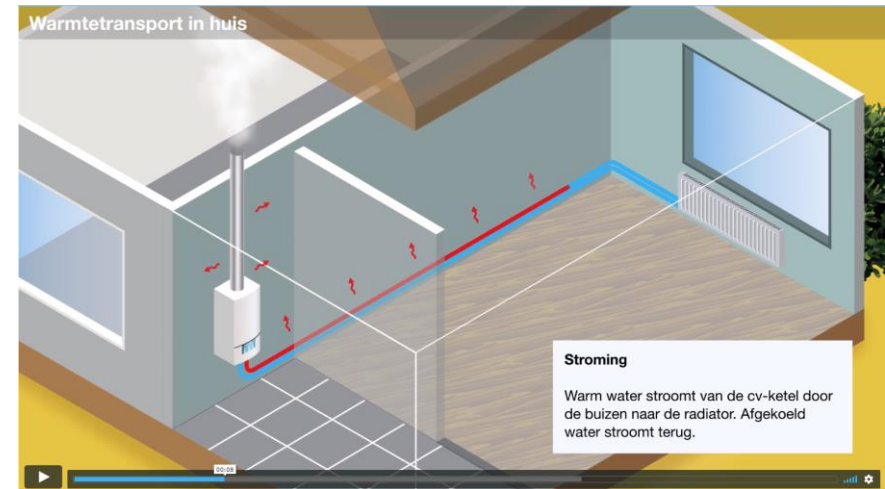 Warmtetransport in huis
Stroming
Warm water stroomt van de cv-ketel door
de buizen naar de radiator. Afgekoeld
water stroomt terug.
00:08